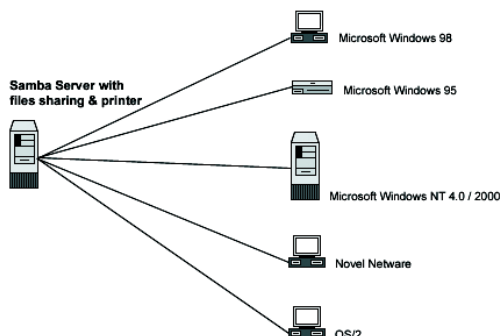 Microsoft Windows 98
Samba Server with
files sharing & printer
Microsoft Windows 95
Microsoft Windows NT 4.0 / 2000
Novel Netware
OS/2